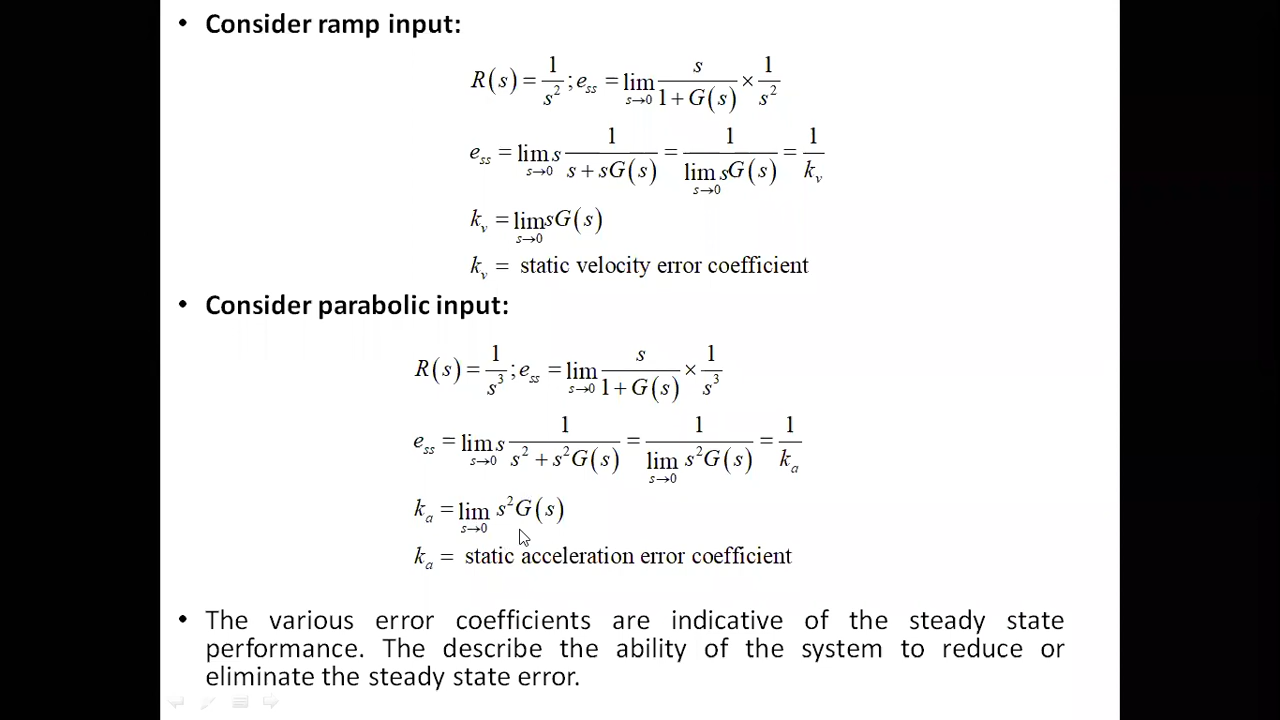 • Consider ramp input:
R(s) = 1/s² ; e_ss = lim_{s→0} s/(1+G(s)) × 1/s²
e_ss = lim_{s→0} s 1/(s + sG(s)) = 1/(lim_{s→0} sG(s)) = 1/k_v
k_v = lim_{s→0} sG(s)
k_v = static velocity error coefficient
• Consider parabolic input:
R(s) = 1/s³ ; e_ss = lim_{s→0} s/(1+G(s)) × 1/s³
e_ss = lim_{s→0} s 1/(s² + s²G(s)) = 1/(lim_{s→0} s²G(s)) = 1/k_a
k_a = lim_{s→0} s²G(s)
k_a = static acceleration error coefficient
• The various error coefficients are indicative of the steady state
performance. The describe the ability of the system to reduce or
eliminate the steady state error.